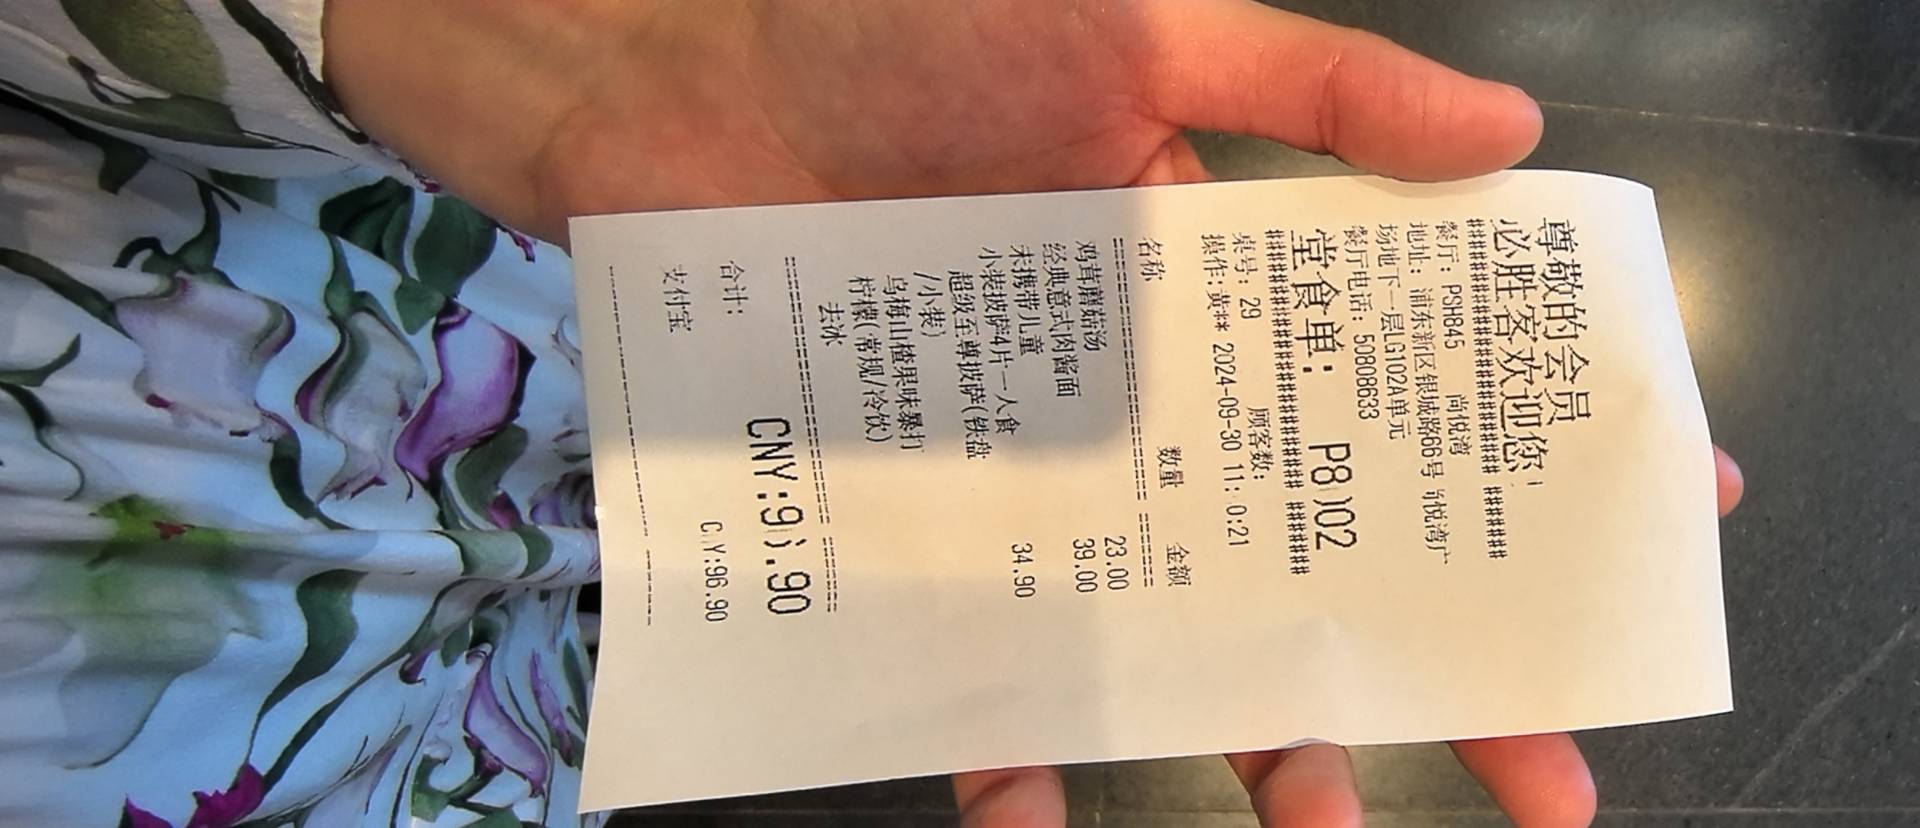 尊敬的会员
必胜客欢迎您!
################### #######
餐厅: PSH845 尚悦湾
地址: 浦东新区银城路66号 尚悦湾广
场地下一层LG102A单元
餐厅电话: 50808633
堂食单: P8002
######################## #######
桌号: 29 顾客数:
操作:黄** 2024-09-30
名称 数量 金额
鸡茸蘑菇汤 23.00
经典意式肉酱面 39.00
未携带儿童
小装披萨4片一人食 34.90
超级至尊披萨(铁盘
/小装)
乌梅山楂果味暴打
柠檬(常规/冷饮)
去冰
合计: CNY:96.90
支付宝 CNY:96.90